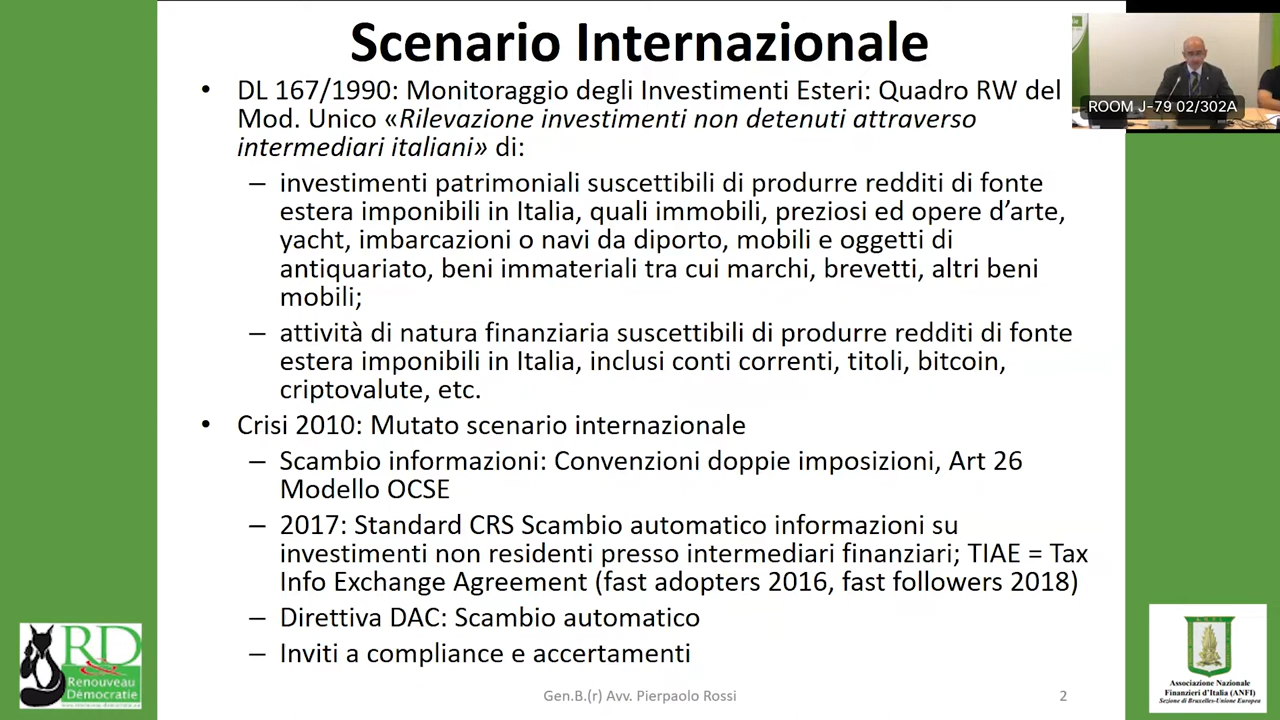 Scenario Internazionale
• DL 167/1990: Monitoraggio degli Investimenti Esteri: Quadro RW del
Mod. Unico «Rilevazione investimenti non detenuti attraverso
intermediari italiani» di:
– investimenti patrimoniali suscettibili di produrre redditi di fonte
estera imponibili in Italia, quali immobili, preziosi ed opere d’arte,
yacht, imbarcazioni o navi da diporto, mobili e oggetti di
antiquariato, beni immateriali tra cui marchi, brevetti, altri beni
mobili;
– attività di natura finanziaria suscettibili di produrre redditi di fonte
estera imponibili in Italia, inclusi conti correnti, titoli, bitcoin,
criptovalute, etc.
• Crisi 2010: Mutato scenario internazionale
– Scambio informazioni: Convenzioni doppie imposizioni, Art 26
Modello OCSE
– 2017: Standard CRS Scambio automatico informazioni su
investimenti non residenti presso intermediari finanziari; TIAE = Tax
Info Exchange Agreement (fast adopters 2016, fast followers 2018)
– Direttiva DAC: Scambio automatico
– Inviti a compliance e accertamenti
Gen.B.(r) Avv. Pierpaolo Rossi
2
ROOM J-79 02/302A
R&D
Renouveau
Démocratie
Associazione Nazionale
Finanzieri d'Italia (ANFI)
Sezione di Bruxelles-Unione Europea